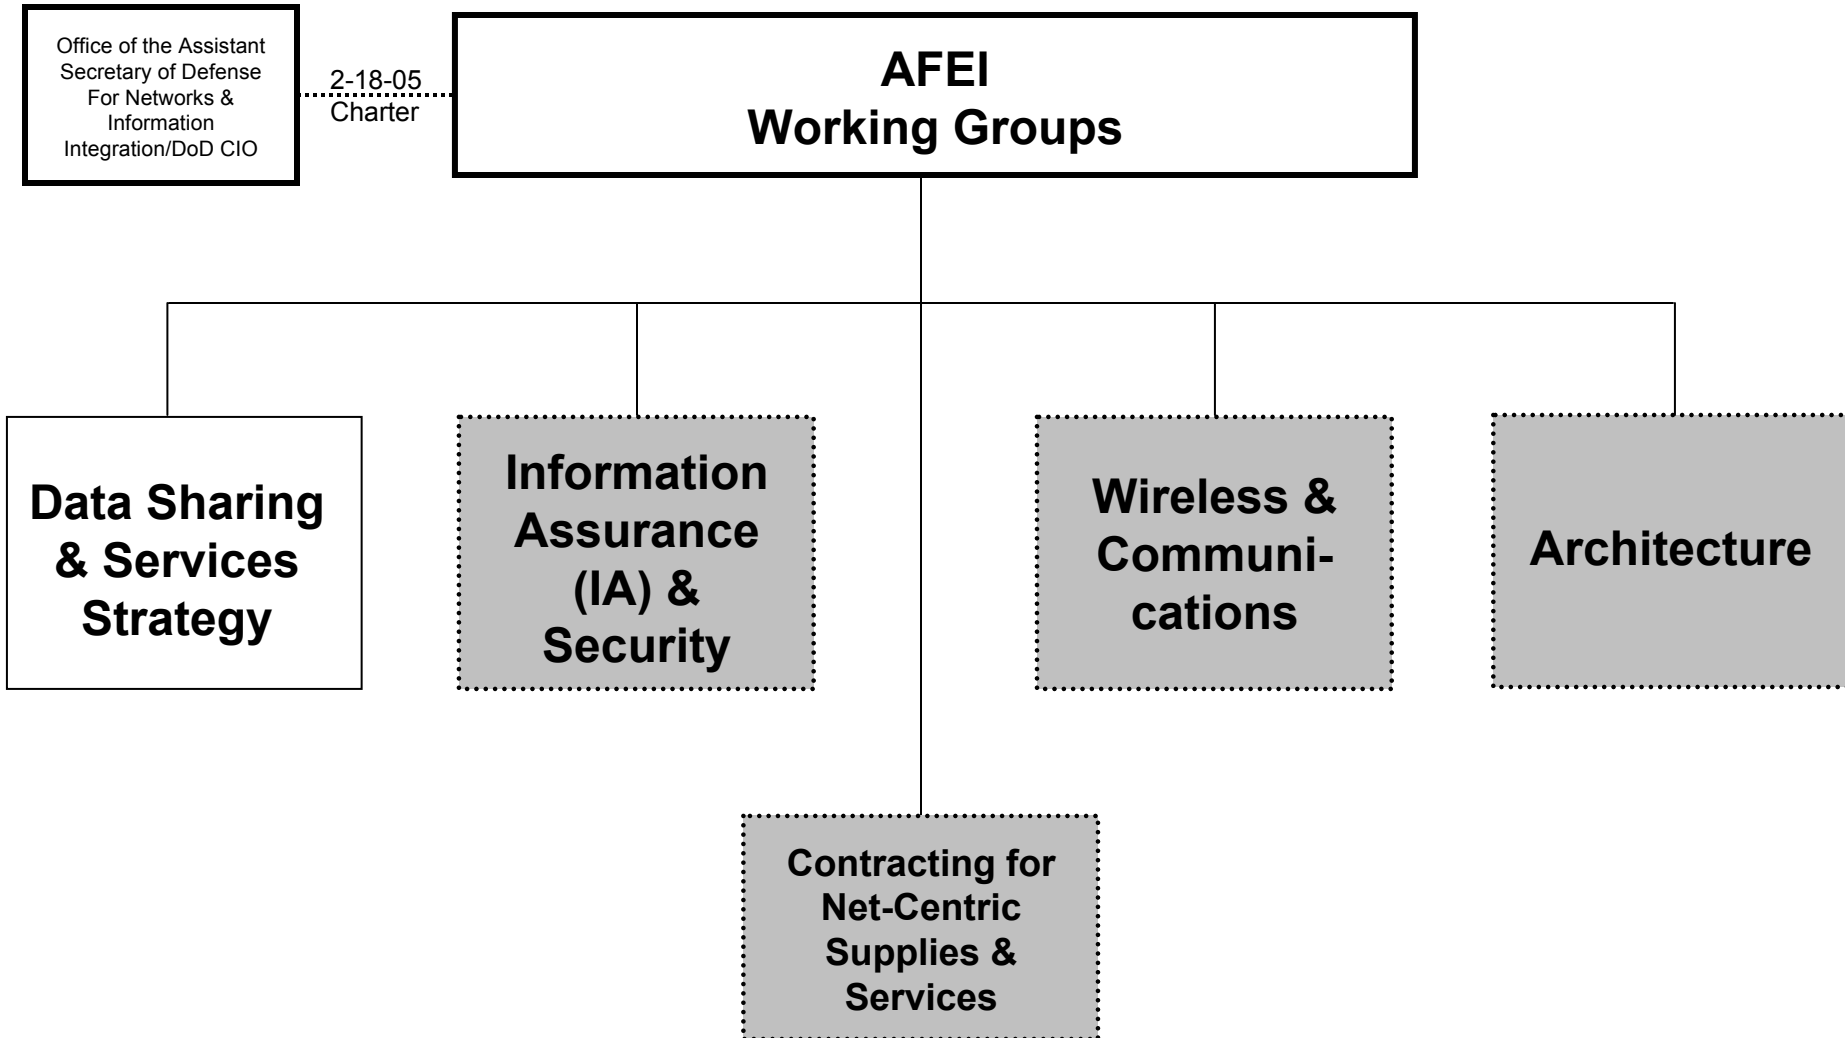 Office of the Assistant
Secretary of Defense
For Networks &
Information
Integration/DoD CIO
2-18-05
Charter
AFEI
Working Groups
Data Sharing
& Services
Strategy
Information
Assurance
(IA) &
Security
Wireless &
Communi-
cations
Architecture
Contracting for
Net-Centric
Supplies &
Services